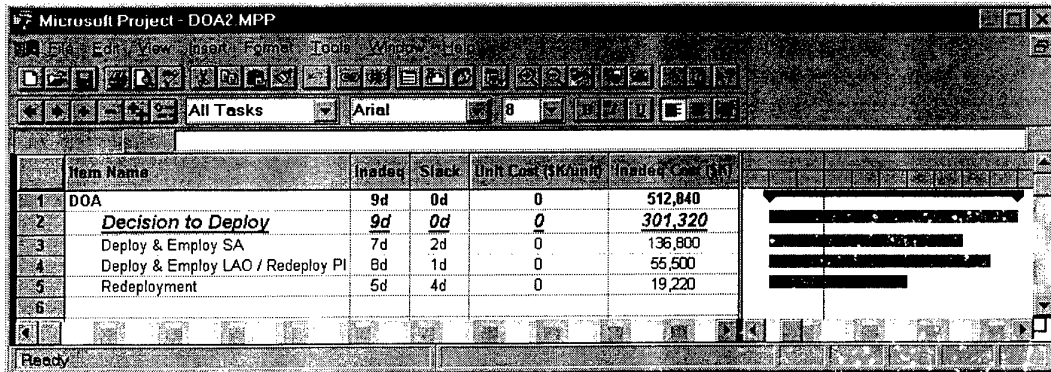 Microsoft Project - DOA2.MPP
File Edit View Insert Format Tools Window Help
All Tasks Arial 8
Item Name Inadeq Slack Unit Cost ($K/unit) Inadeq Cost ($K)
1 DOA 9d 0d 0 512,840
2 Decision to Deploy 9d 0d 0 301,320
3 Deploy & Employ SA 7d 2d 0 136,800
4 Deploy & Employ LAO / Redeploy Pl 8d 1d 0 55,500
5 Redeployment 5d 4d 0 19,220
6
Ready